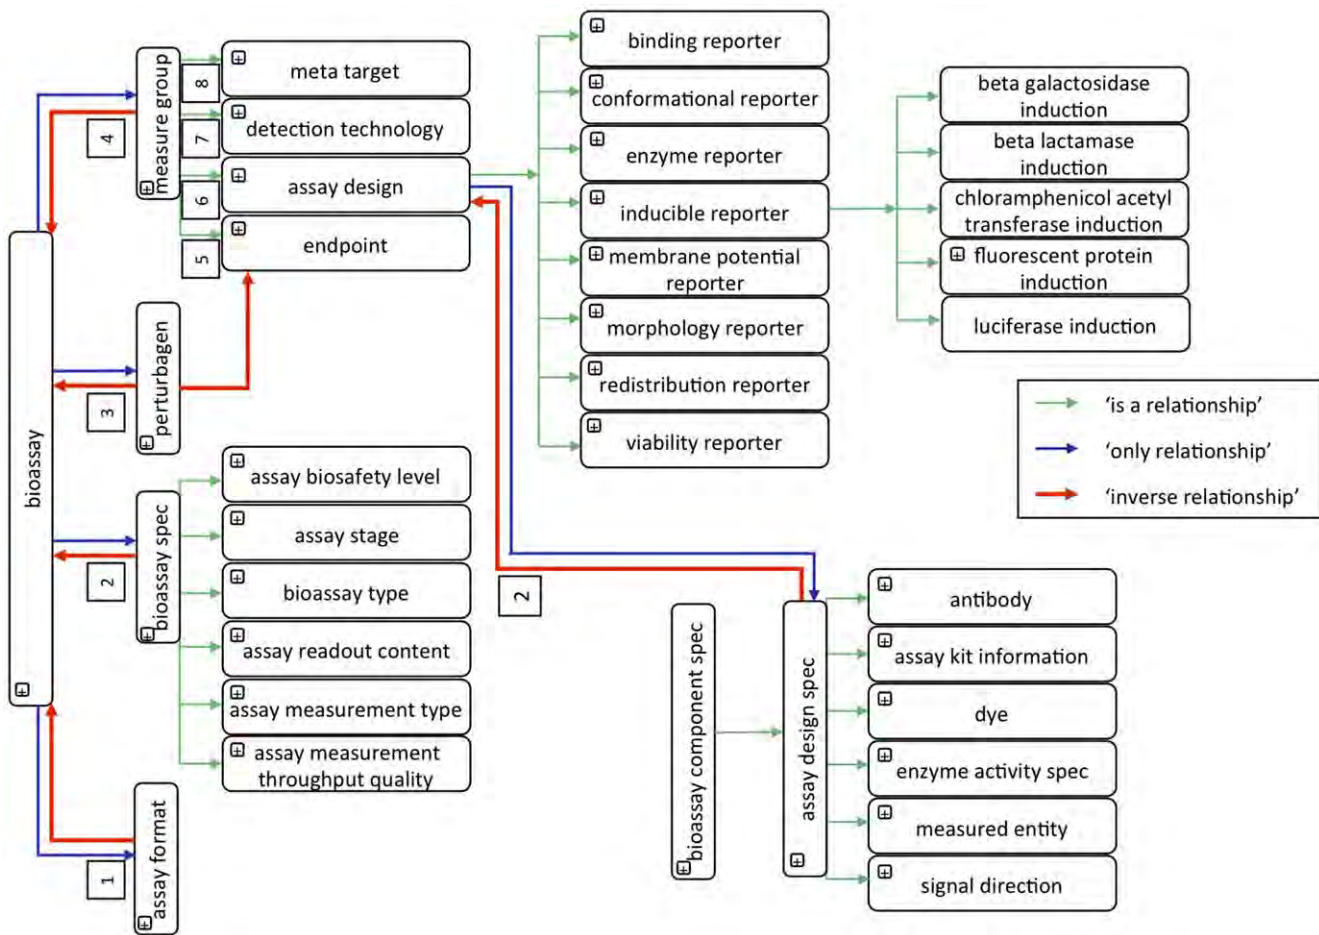 bioassay
4
measure group
8
7
6
5
meta target
detection technology
assay design
endpoint
3
perturbagen
2
bioassay spec
assay biosafety level
assay stage
bioassay type
assay readout content
assay measurement type
assay measurement
throughput quality
1
assay format
binding reporter
conformational reporter
enzyme reporter
inducible reporter
membrane potential
reporter
morphology reporter
redistribution reporter
viability reporter
beta galactosidase
induction
beta lactamase
induction
chloramphenicol acetyl
transferase induction
fluorescent protein
induction
luciferase induction
‘is a relationship’
‘only relationship’
‘inverse relationship’
2
bioassay component spec
assay design spec
antibody
assay kit information
dye
enzyme activity spec
measured entity
signal direction